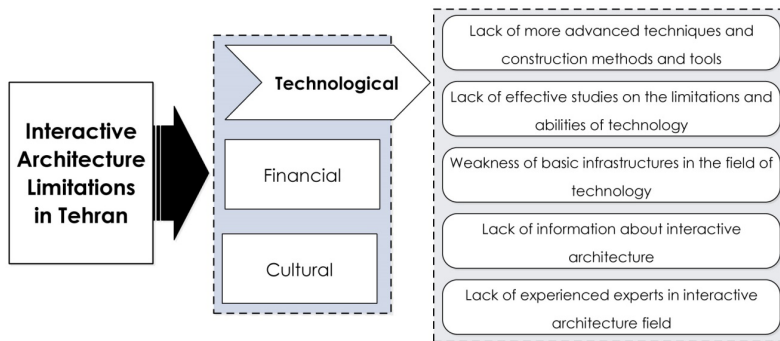 Interactive
Architecture
Limitations
in Tehran
Technological
Financial
Cultural
Lack of more advanced techniques and
construction methods and tools
Lack of effective studies on the limitations and
abilities of technology
Weakness of basic infrastructures in the field of
technology
Lack of information about interactive
architecture
Lack of experienced experts in interactive
architecture field